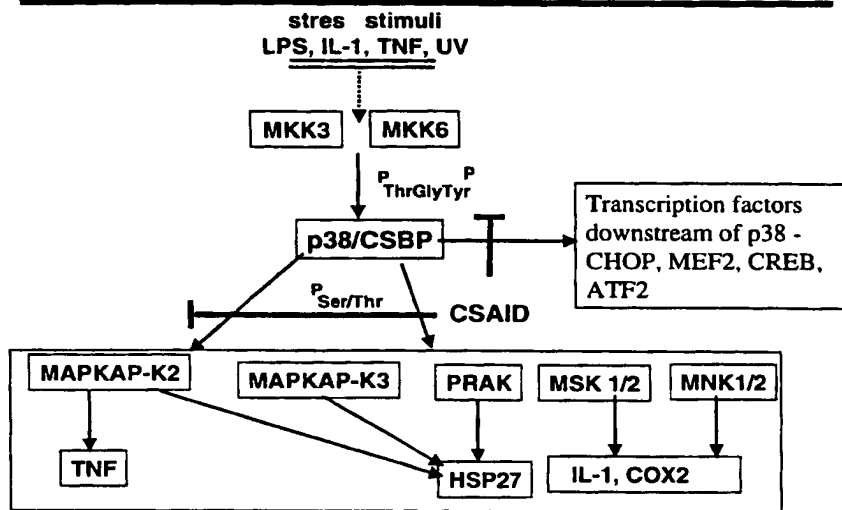 stres stimuli
LPS, IL-1, TNF, UV
MKK3
MKK6
P ThrGlyTyr P
p38/CSBP
Transcription factors
downstream of p38 -
CHOP, MEF2, CREB,
ATF2
P Ser/Thr
CSAID
MAPKAP-K2
MAPKAP-K3
PRAK
MSK 1/2
MNK1/2
TNF
HSP27
IL-1, COX2